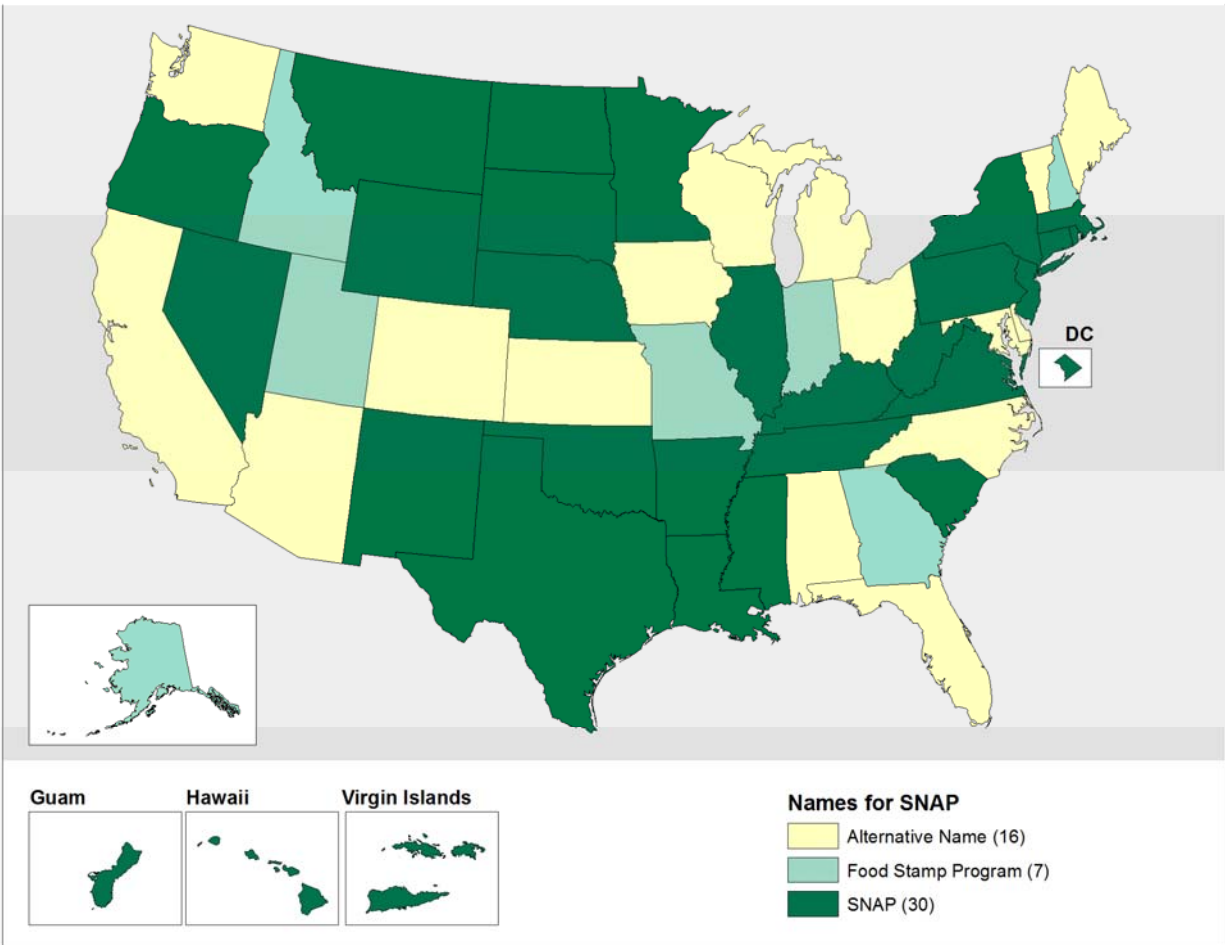 DC
Guam
Hawaii
Virgin Islands
Names for SNAP
Alternative Name (16)
Food Stamp Program (7)
SNAP (30)